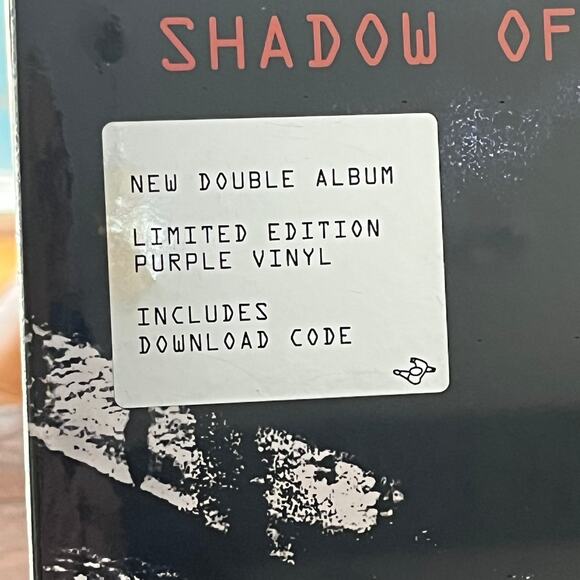 SHADOW OF
NEW DOUBLE ALBUM
LIMITED EDITION
PURPLE VINYL
INCLUDES
DOWNLOAD CODE